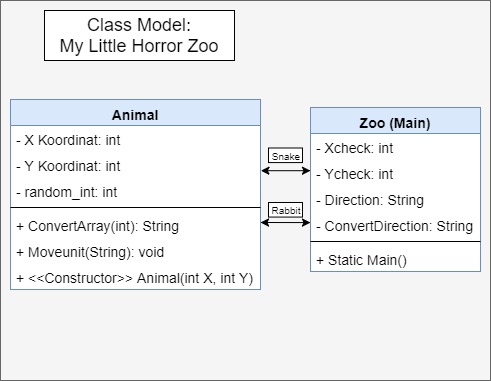 Class Model:
My Little Horror Zoo
Animal
- X Koordinat: int
- Y Koordinat: int
- random_int: int
+ ConvertArray(int): String
+ Moveunit(String): void
+ <<Constructor>> Animal(int X, int Y)
Snake
Rabbit
Zoo (Main)
- Xcheck: int
- Ycheck: int
- Direction: String
- ConvertDirection: String
+ Static Main()